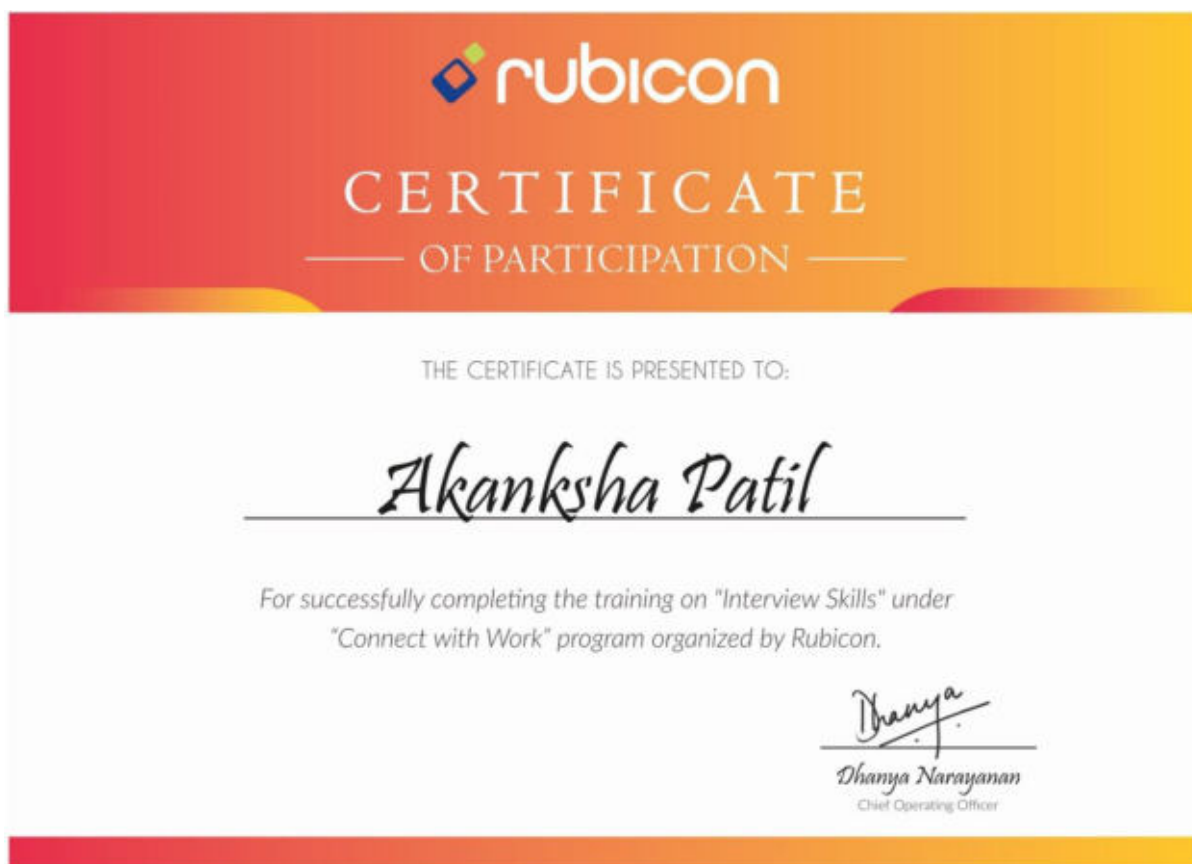 rubicon
CERTIFICATE
OF PARTICIPATION
THE CERTIFICATE IS PRESENTED TO:
Akanksha Patil
For successfully completing the training on "Interview Skills" under
"Connect with Work" program organized by Rubicon.
Dhanya
Dhanya Narayanan
Chief Operating Officer